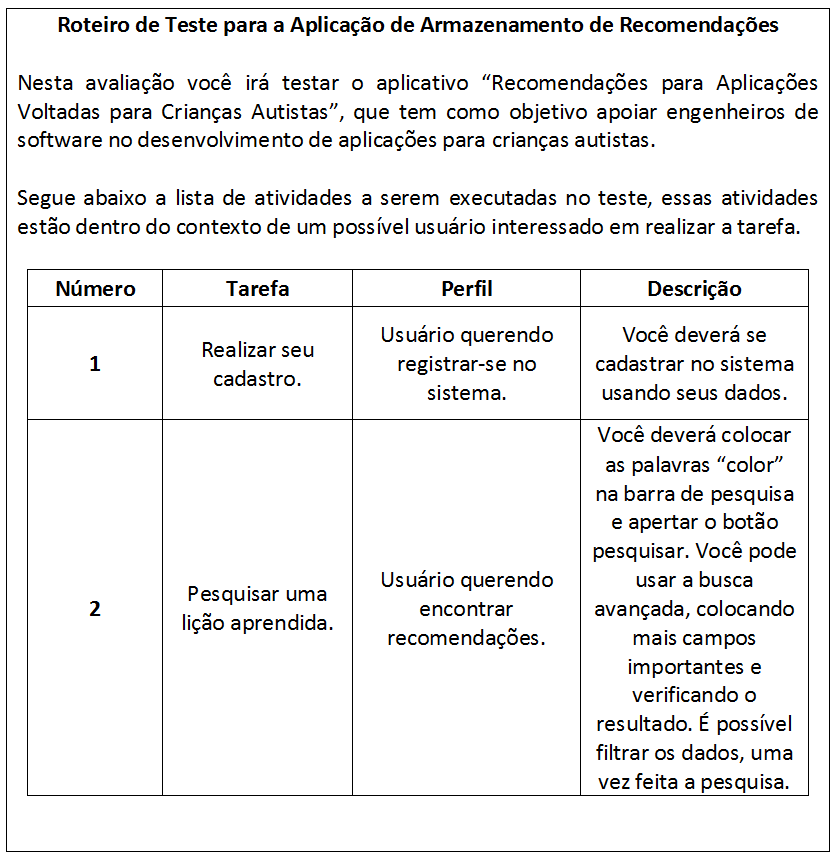 Roteiro de Teste para a Aplicação de Armazenamento de Recomendações
Nesta avaliação você irá testar o aplicativo “Recomendações para Aplicações
Voltadas para Crianças Autistas”, que tem como objetivo apoiar engenheiros de
software no desenvolvimento de aplicações para crianças autistas.
Segue abaixo a lista de atividades a serem executadas no teste, essas atividades
estão dentro do contexto de um possível usuário interessado em realizar a tarefa.
Número Tarefa Perfil Descrição
1
Realizar seu
cadastro.
Usuário querendo
registrar-se no
sistema.
Você deverá se
cadastrar no sistema
usando seus dados.
2
Pesquisar uma
lição aprendida.
Usuário querendo
encontrar
recomendações.
Você deverá colocar
as palavras “color”
na barra de pesquisa
e apertar o botão
pesquisar. Você pode
usar a busca
avançada, colocando
mais campos
importantes e
verificando o
resultado. É possível
filtrar os dados, uma
vez feita a pesquisa.